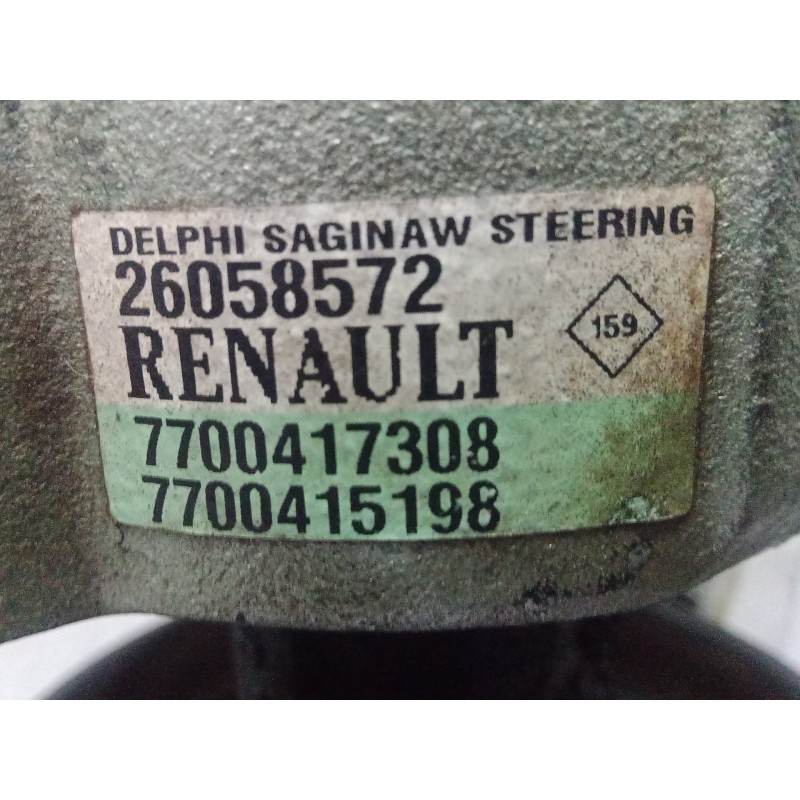 DELPHI SAGINAW STEERING
26058572
159
RENAULT
7700417308
7700415198